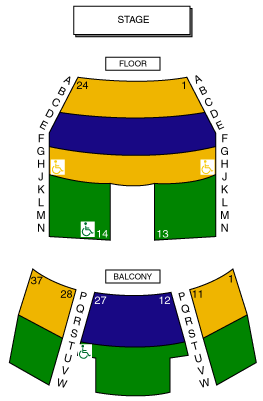 STAGE
FLOOR
A A
24 1
B B
C C
D D
E E
F F
G G
H H
J J
K K
L L
M M
N N
14 13
BALCONY
37 28 P 27 12 P 11 1
Q Q
R R
S S
T T
U U
V V
W W